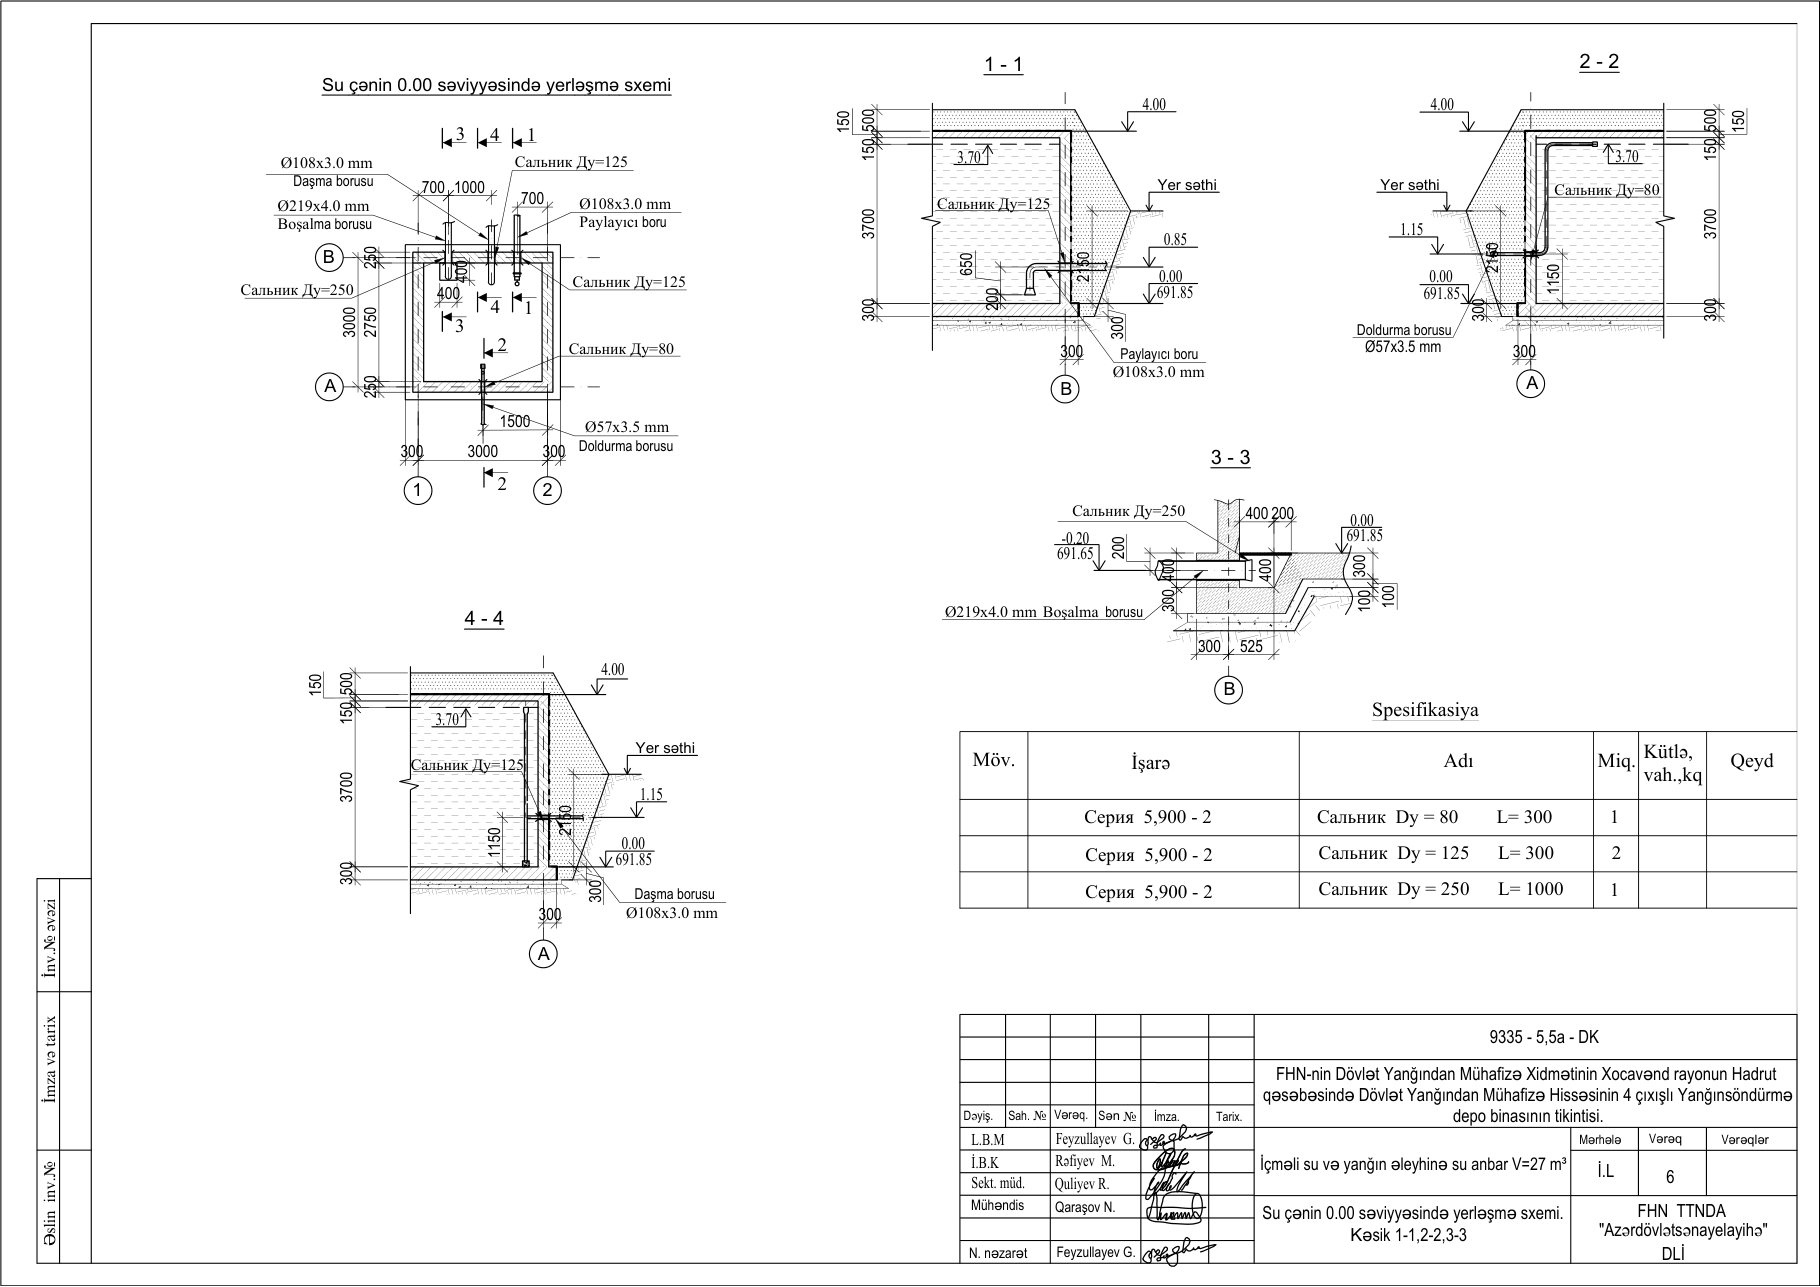 Su çənin 0.00 səviyyəsində yerləşmə sxemi
3
4
1
Ø108x3.0 mm
Daşma borusu
Сальник Ду=125
700
1000
700
Ø219x4.0 mm
Boşalma borusu
Ø108x3.0 mm
Paylayıcı boru
B
250
400
400
Сальник Ду=250
Сальник Ду=125
3
4
1
3000
2750
2
Сальник Ду=80
A
250
1500
Ø57x3.5 mm
Doldurma borusu
300
3000
300
1
2
2
1 - 1
150
500
150
4.00
3.70
Yer səthi
Сальник Ду=125
3700
0.85
650
2150
0.00
691.85
200
300
300
300
Paylayıcı boru
Ø108x3.0 mm
B
2 - 2
4.00
500
150
150
3.70
Yer səthi
Сальник Ду=80
3700
1.15
2150
1150
0.00
691.85
300
300
Doldurma borusu
Ø57x3.5 mm
300
A
3 - 3
Сальник Ду=250
400
200
0.00
691.85
-0.20
691.65
200
400
400
300
300
100
100
Ø219x4.0 mm Boşalma borusu
300
525
B
4 - 4
4.00
150
500
150
3.70
Yer səthi
Сальник Ду=125
3700
1.15
2150
1150
0.00
691.85
300
300
Daşma borusu
Ø108x3.0 mm
300
A
Spesifikasiya
Möv.
İşarə
Adı
Miq.
Kütlə,
vah.,kq
Qeyd
Серия 5,900 - 2
Сальник Dy = 80 L= 300
1
Серия 5,900 - 2
Сальник Dy = 125 L= 300
2
Серия 5,900 - 2
Сальник Dy = 250 L= 1000
1
İnv.№ əvəzi
İmza və tarix
Əslin inv.№
9335 - 5,5a - DK
FHN-nin Dövlət Yanğından Mühafizə Xidmətinin Xocavənd rayonun Hadrut
qəsəbəsində Dövlət Yanğından Mühafizə Hissəsinin 4 çıxışlı Yanğınsöndürmə
depo binasının tikintisi.
Dəyiş.
Sah. №
Vərəq.
Sən №
İmza.
Tarix.
L.B.M
Feyzullayev G.
İ.B.K
Rəfiyev M.
Sekt. müd.
Quliyev R.
Mühəndis
Qaraşov N.
N. nəzarət
Feyzullayev G.
İçməli su və yanğın əleyhinə su anbar V=27 m³
Mərhələ
Vərəq
Vərəqlər
İ.L
6
Su çənin 0.00 səviyyəsində yerləşmə sxemi.
Kəsik 1-1,2-2,3-3
FHN TTNDA
"Azərdövlətsənayelayihə"
DLİ